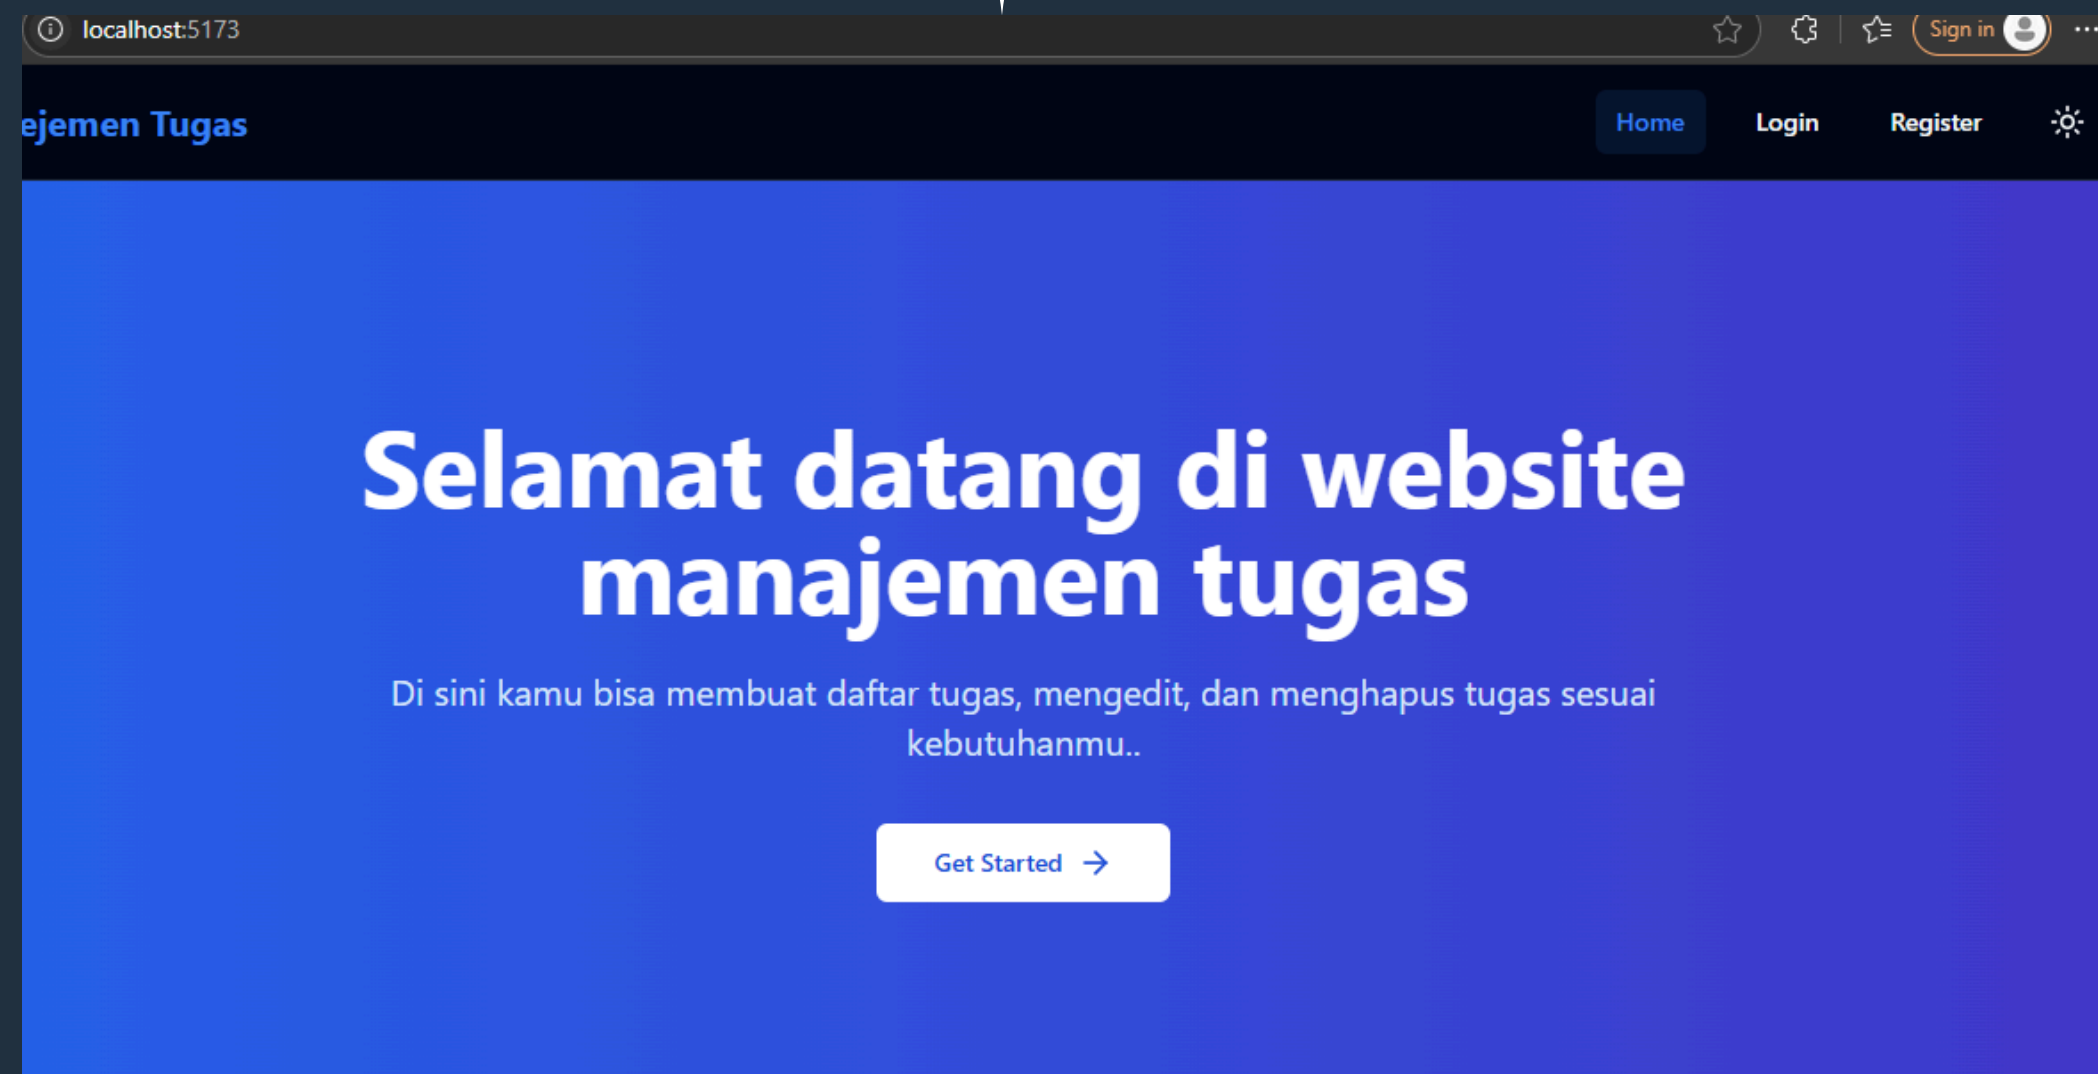 localhost:5173
Sign in
ejemen Tugas
Home
Login
Register
Selamat datang di website
manajemen tugas
Di sini kamu bisa membuat daftar tugas, mengedit, dan menghapus tugas sesuai
kebutuhanmu..
Get Started